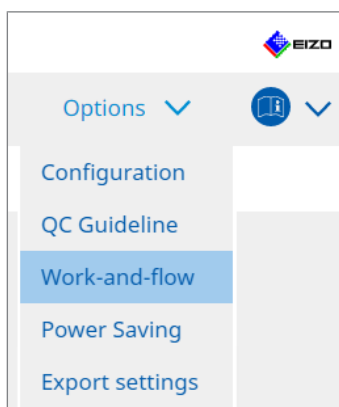 EIZO
Options
Configuration
QC Guideline
Work-and-flow
Power Saving
Export settings